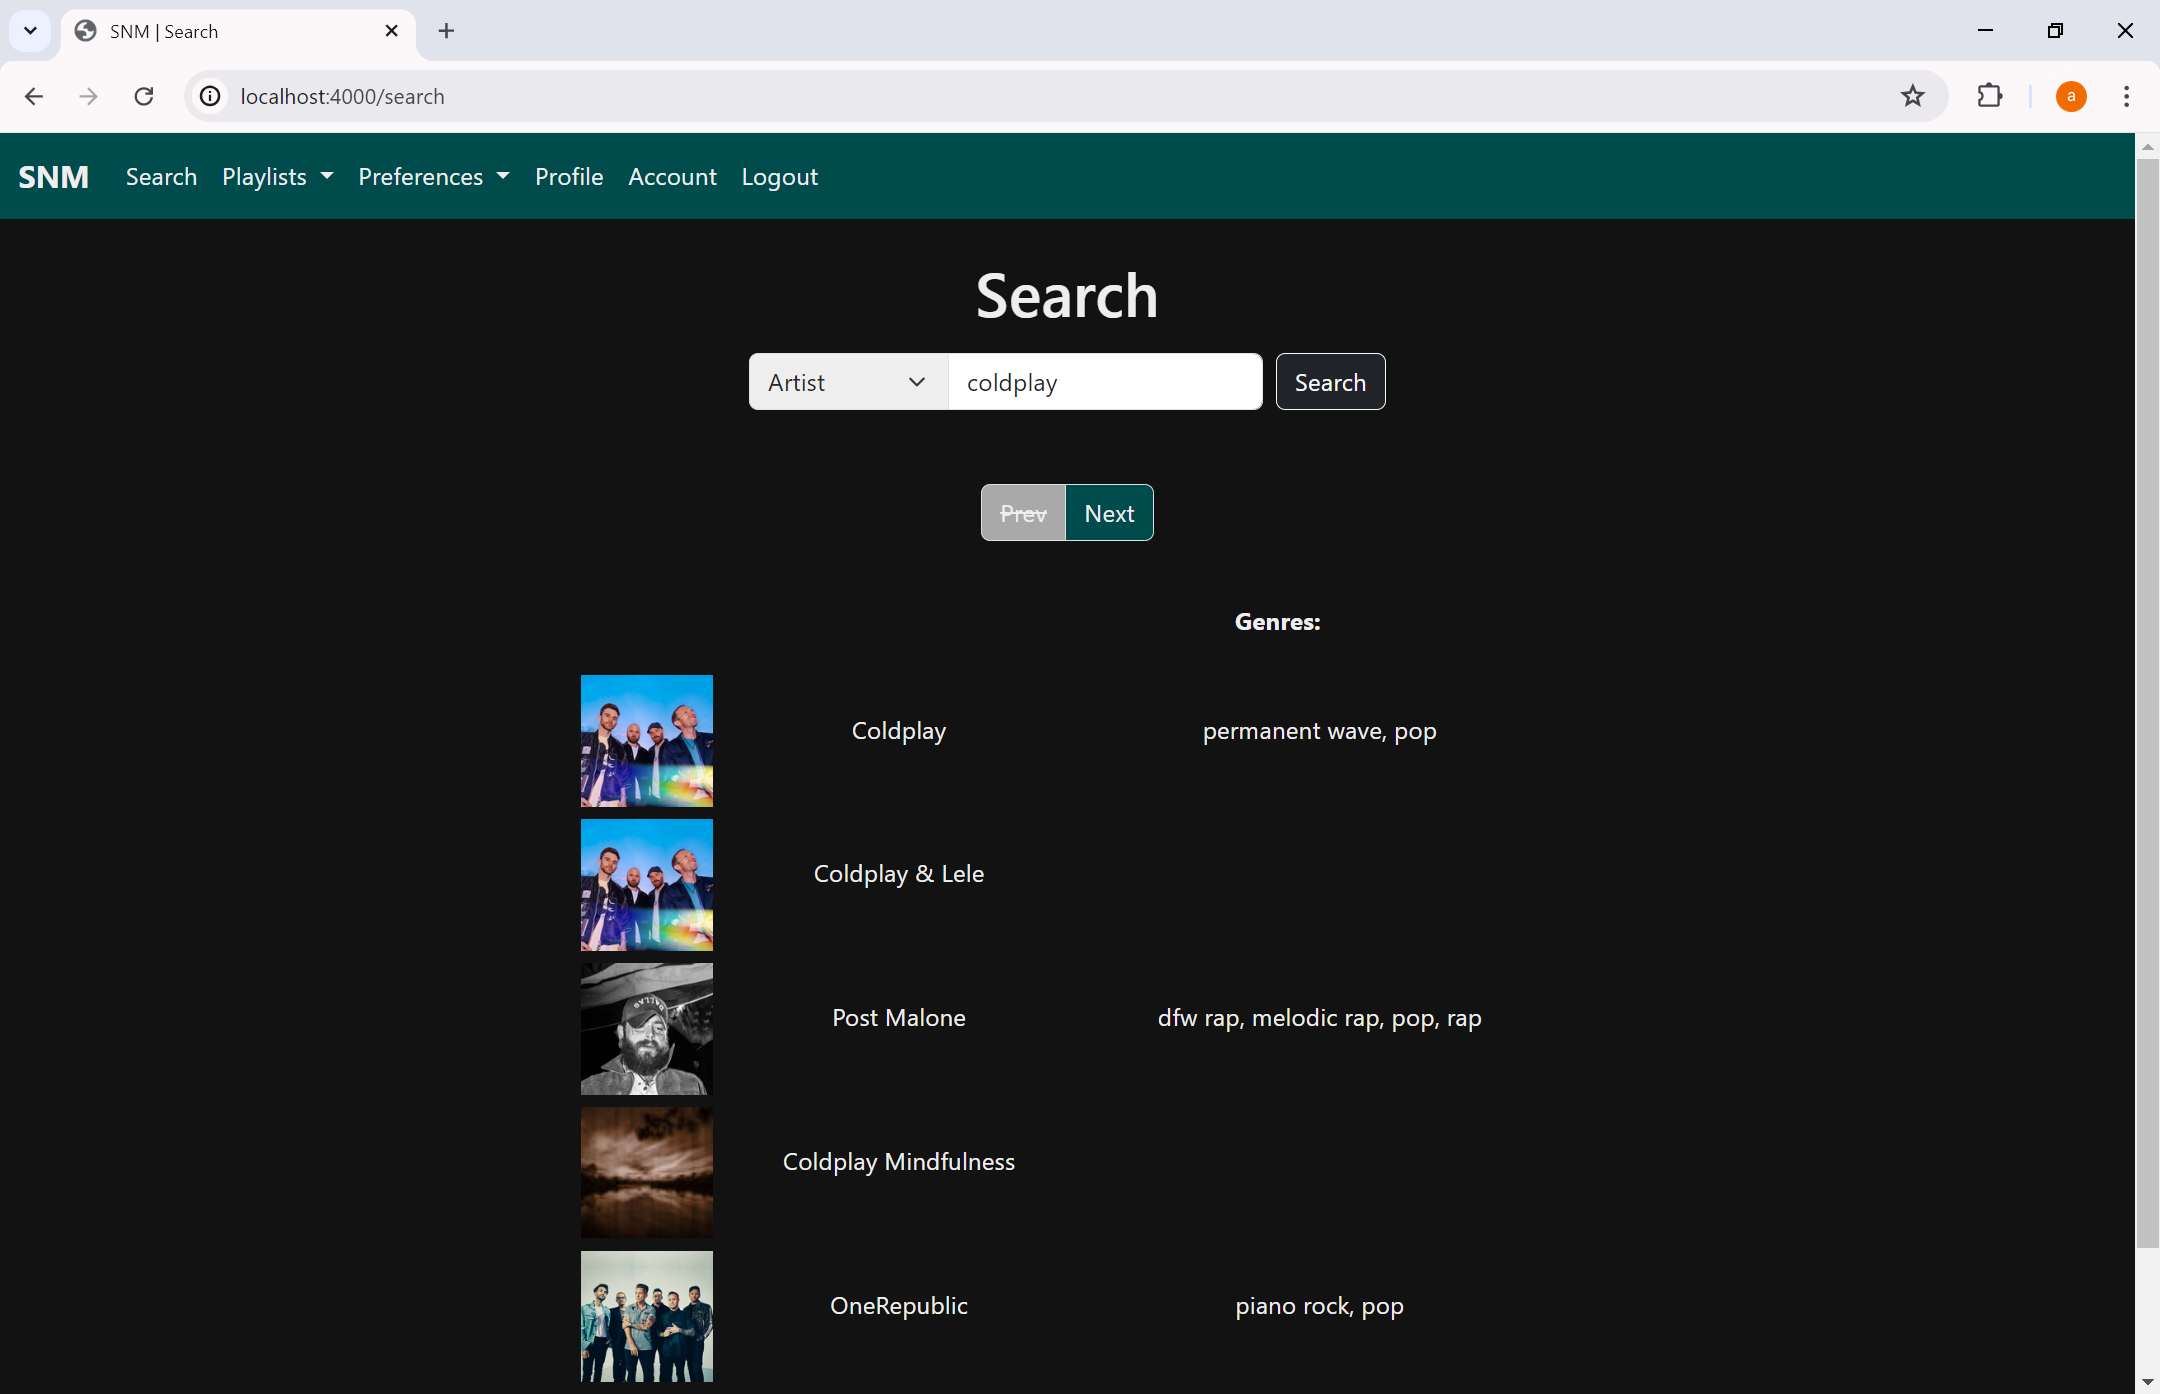 SNM | Search
localhost:4000/search
a
SNM Search Playlists Preferences Profile Account Logout
Search
Artist coldplay Search
Prev Next
Genres:
Coldplay permanent wave, pop
Coldplay & Lele
DALLAS
Post Malone dfw rap, melodic rap, pop, rap
Coldplay Mindfulness
OneRepublic piano rock, pop